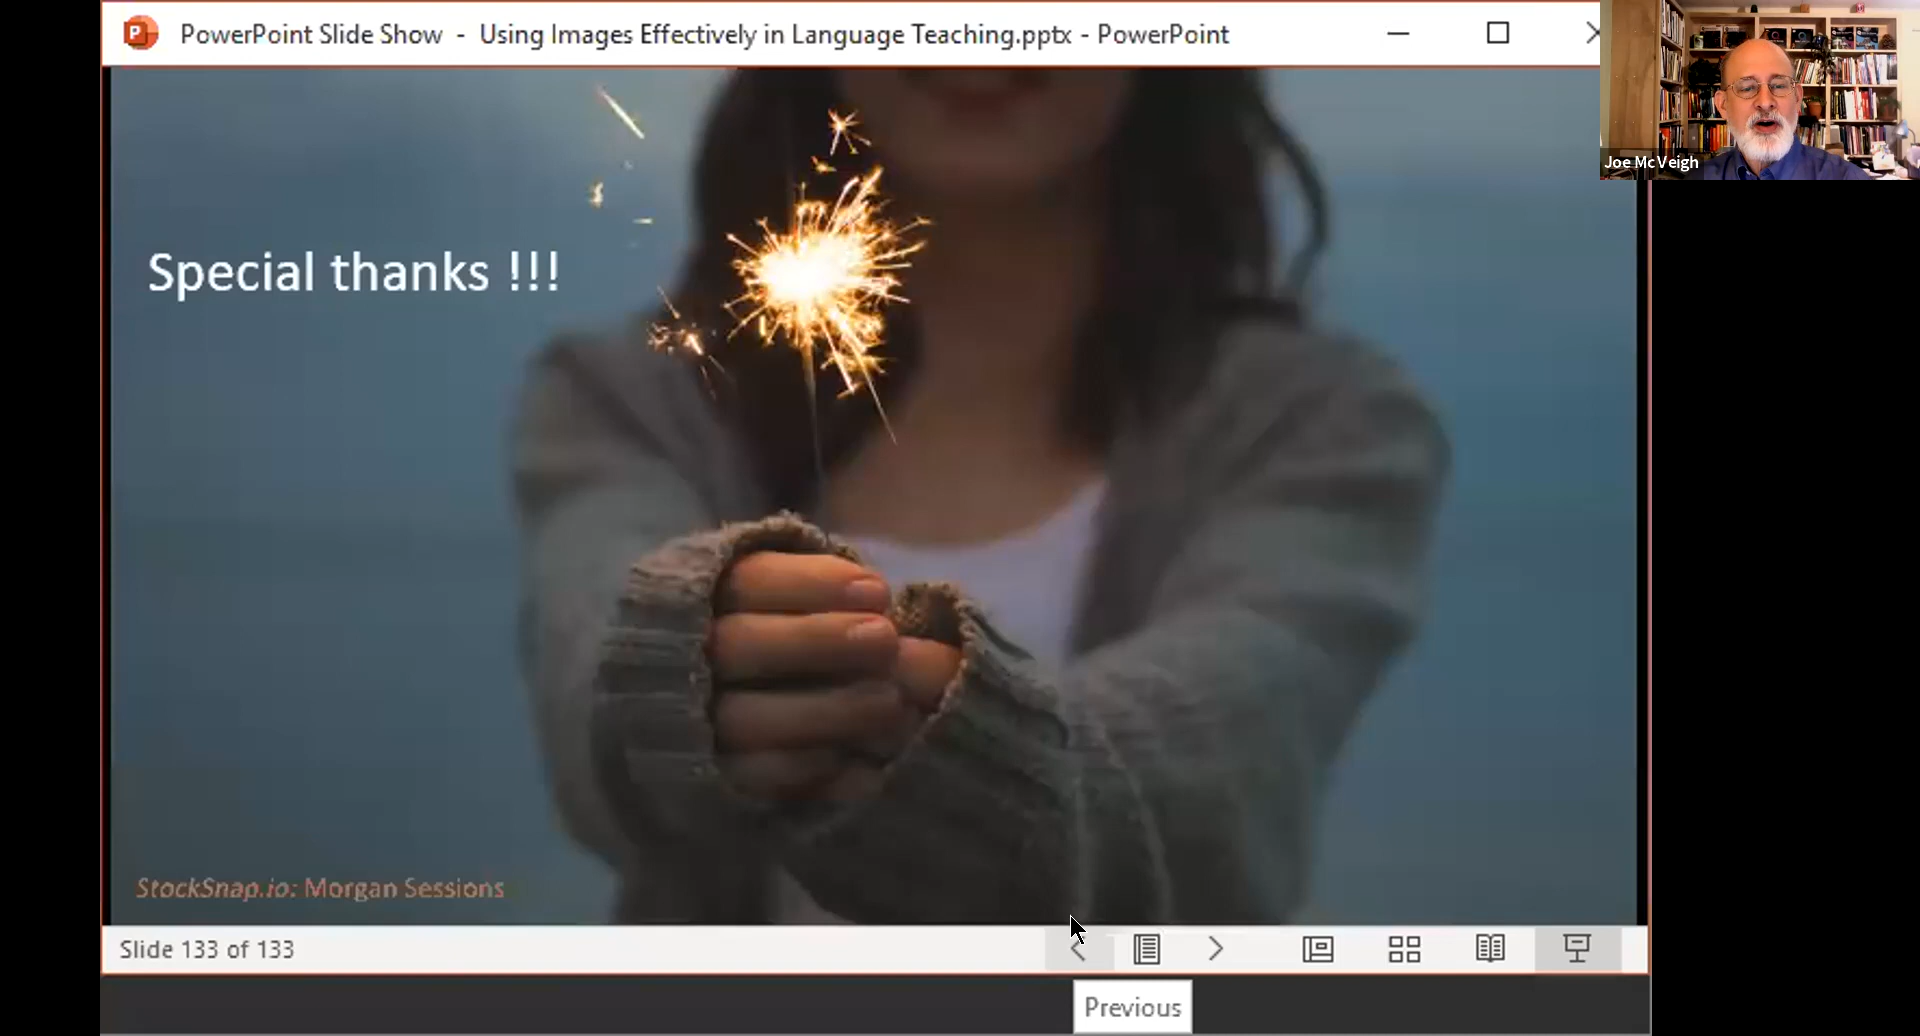 PowerPoint Slide Show - Using Images Effectively in Language Teaching.pptx - PowerPoint
Joe McVeigh
Special thanks !!!
StockSnap.io: Morgan Sessions
Slide 133 of 133
Previous